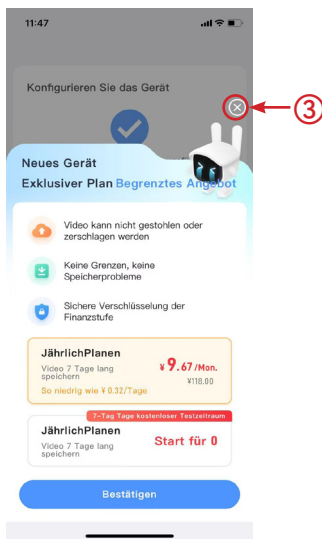 11:47
Konfigurieren Sie das Gerät
③
Neues Gerät
Exklusiver Plan Begrenztes Angebot
Video kann nicht gestohlen oder
zerschlagen werden
Keine Grenzen, keine
Speicherprobleme
Sichere Verschlüsselung der
Finanzstufe
JährlichPlanen
Video 7 Tage lang
speichern
So niedrig wie ¥ 0.32/Tage
¥ 9.67 /Mon.
¥118.00
7-Tag Tage kostenloser Testzeitraum
JährlichPlanen
Video 7 Tage lang
speichern
Start für 0
Bestätigen